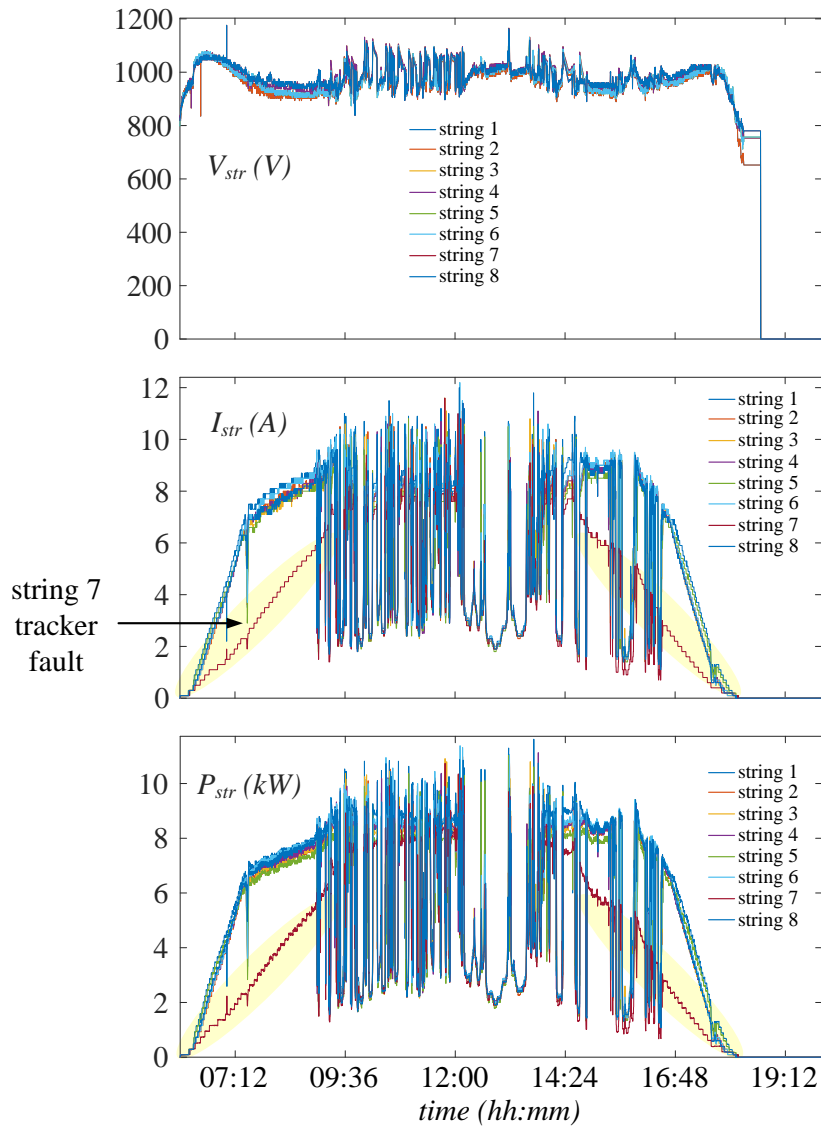 1200
1000
800
600
400
200
0
V_str (V)
string 1
string 2
string 3
string 4
string 5
string 6
string 7
string 8
12
10
8
6
4
2
0
I_str (A)
string 1
string 2
string 3
string 4
string 5
string 6
string 7
string 8
string 7
tracker
fault
10
8
6
4
2
0
P_str (kW)
string 1
string 2
string 3
string 4
string 5
string 6
string 7
string 8
07:12 09:36 12:00 14:24 16:48 19:12
time (hh:mm)